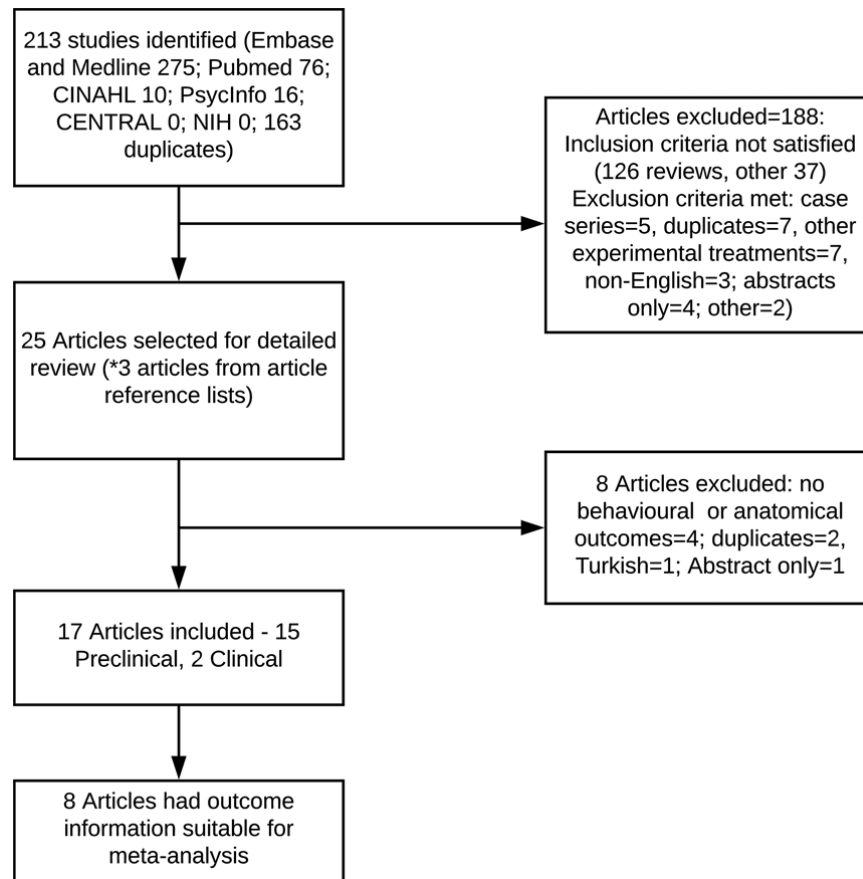 213 studies identified (Embase
and Medline 275; Pubmed 76;
CINAHL 10; PsycInfo 16;
CENTRAL 0; NIH 0; 163
duplicates)
Articles excluded=188:
Inclusion criteria not satisfied
(126 reviews, other 37)
Exclusion criteria met: case
series=5, duplicates=7, other
experimental treatments=7,
non-English=3; abstracts
only=4; other=2)
25 Articles selected for detailed
review (*3 articles from article
reference lists)
8 Articles excluded: no
behavioural or anatomical
outcomes=4; duplicates=2,
Turkish=1; Abstract only=1
17 Articles included - 15
Preclinical, 2 Clinical
8 Articles had outcome
information suitable for
meta-analysis